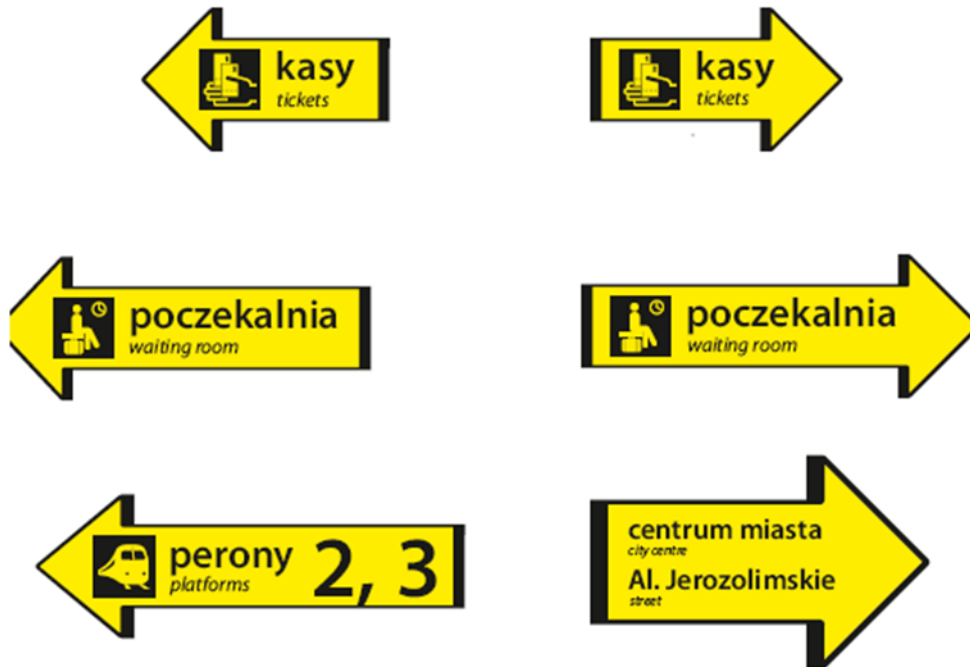 kasy
tickets
kasy
tickets
poczekalnia
waiting room
poczekalnia
waiting room
perony 2, 3
platforms
centrum miasta
city centre
Al. Jerozolimskie
street